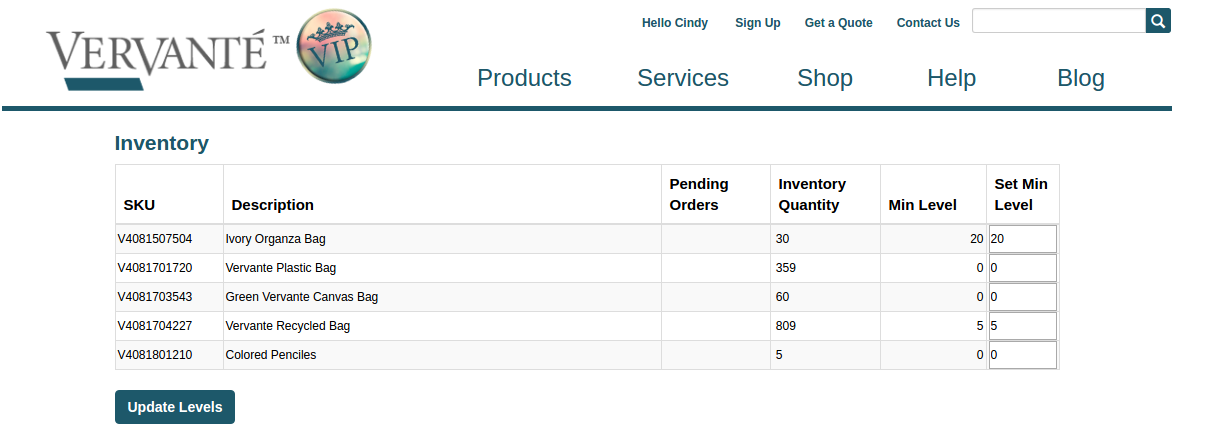 VERVANTÉ ™ VIP
Hello Cindy Sign Up Get a Quote Contact Us
Products Services Shop Help Blog
Inventory
SKU Description Pending Orders Inventory Quantity Min Level Set Min Level
V4081507504 Ivory Organza Bag 30 20 20
V4081701720 Vervante Plastic Bag 359 0 0
V4081703543 Green Vervante Canvas Bag 60 0 0
V4081704227 Vervante Recycled Bag 809 5 5
V4081801210 Colored Penciles 5 0 0
Update Levels